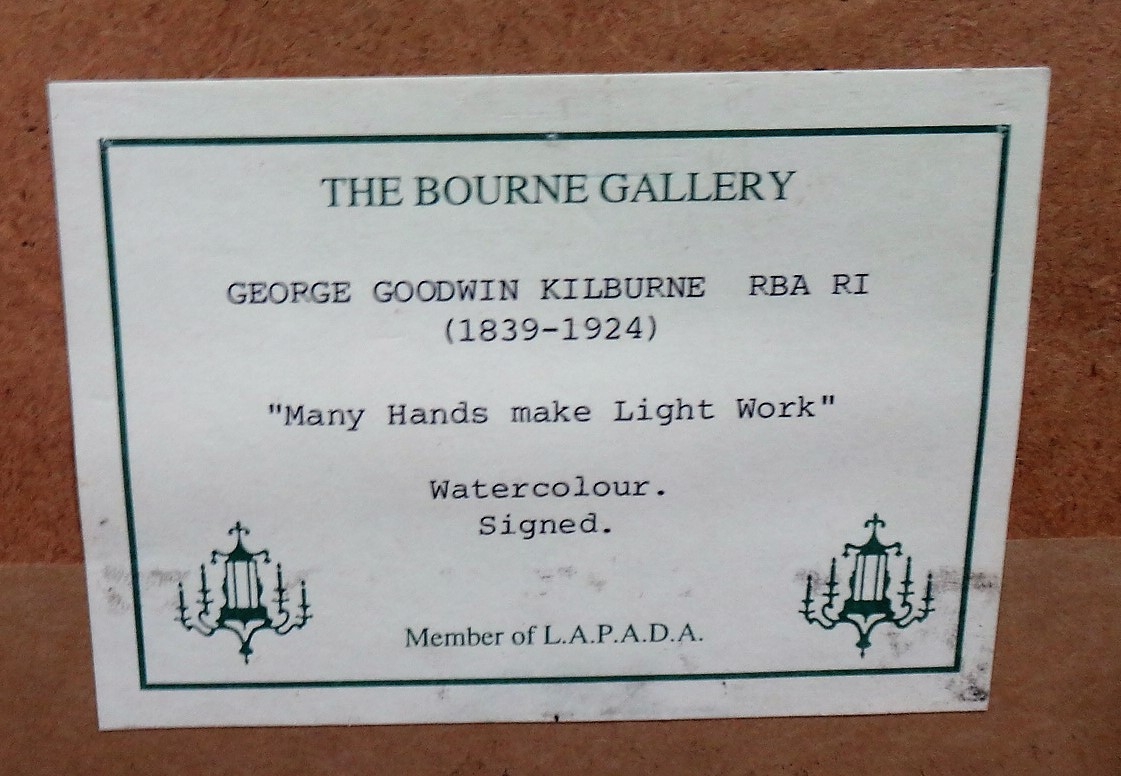 THE BOURNE GALLERY
GEORGE GOODWIN KILBURNE RBA RI
(1839-1924)
"Many Hands make Light Work"
Watercolour.
Signed.
Member of L.A.P.A.D.A.